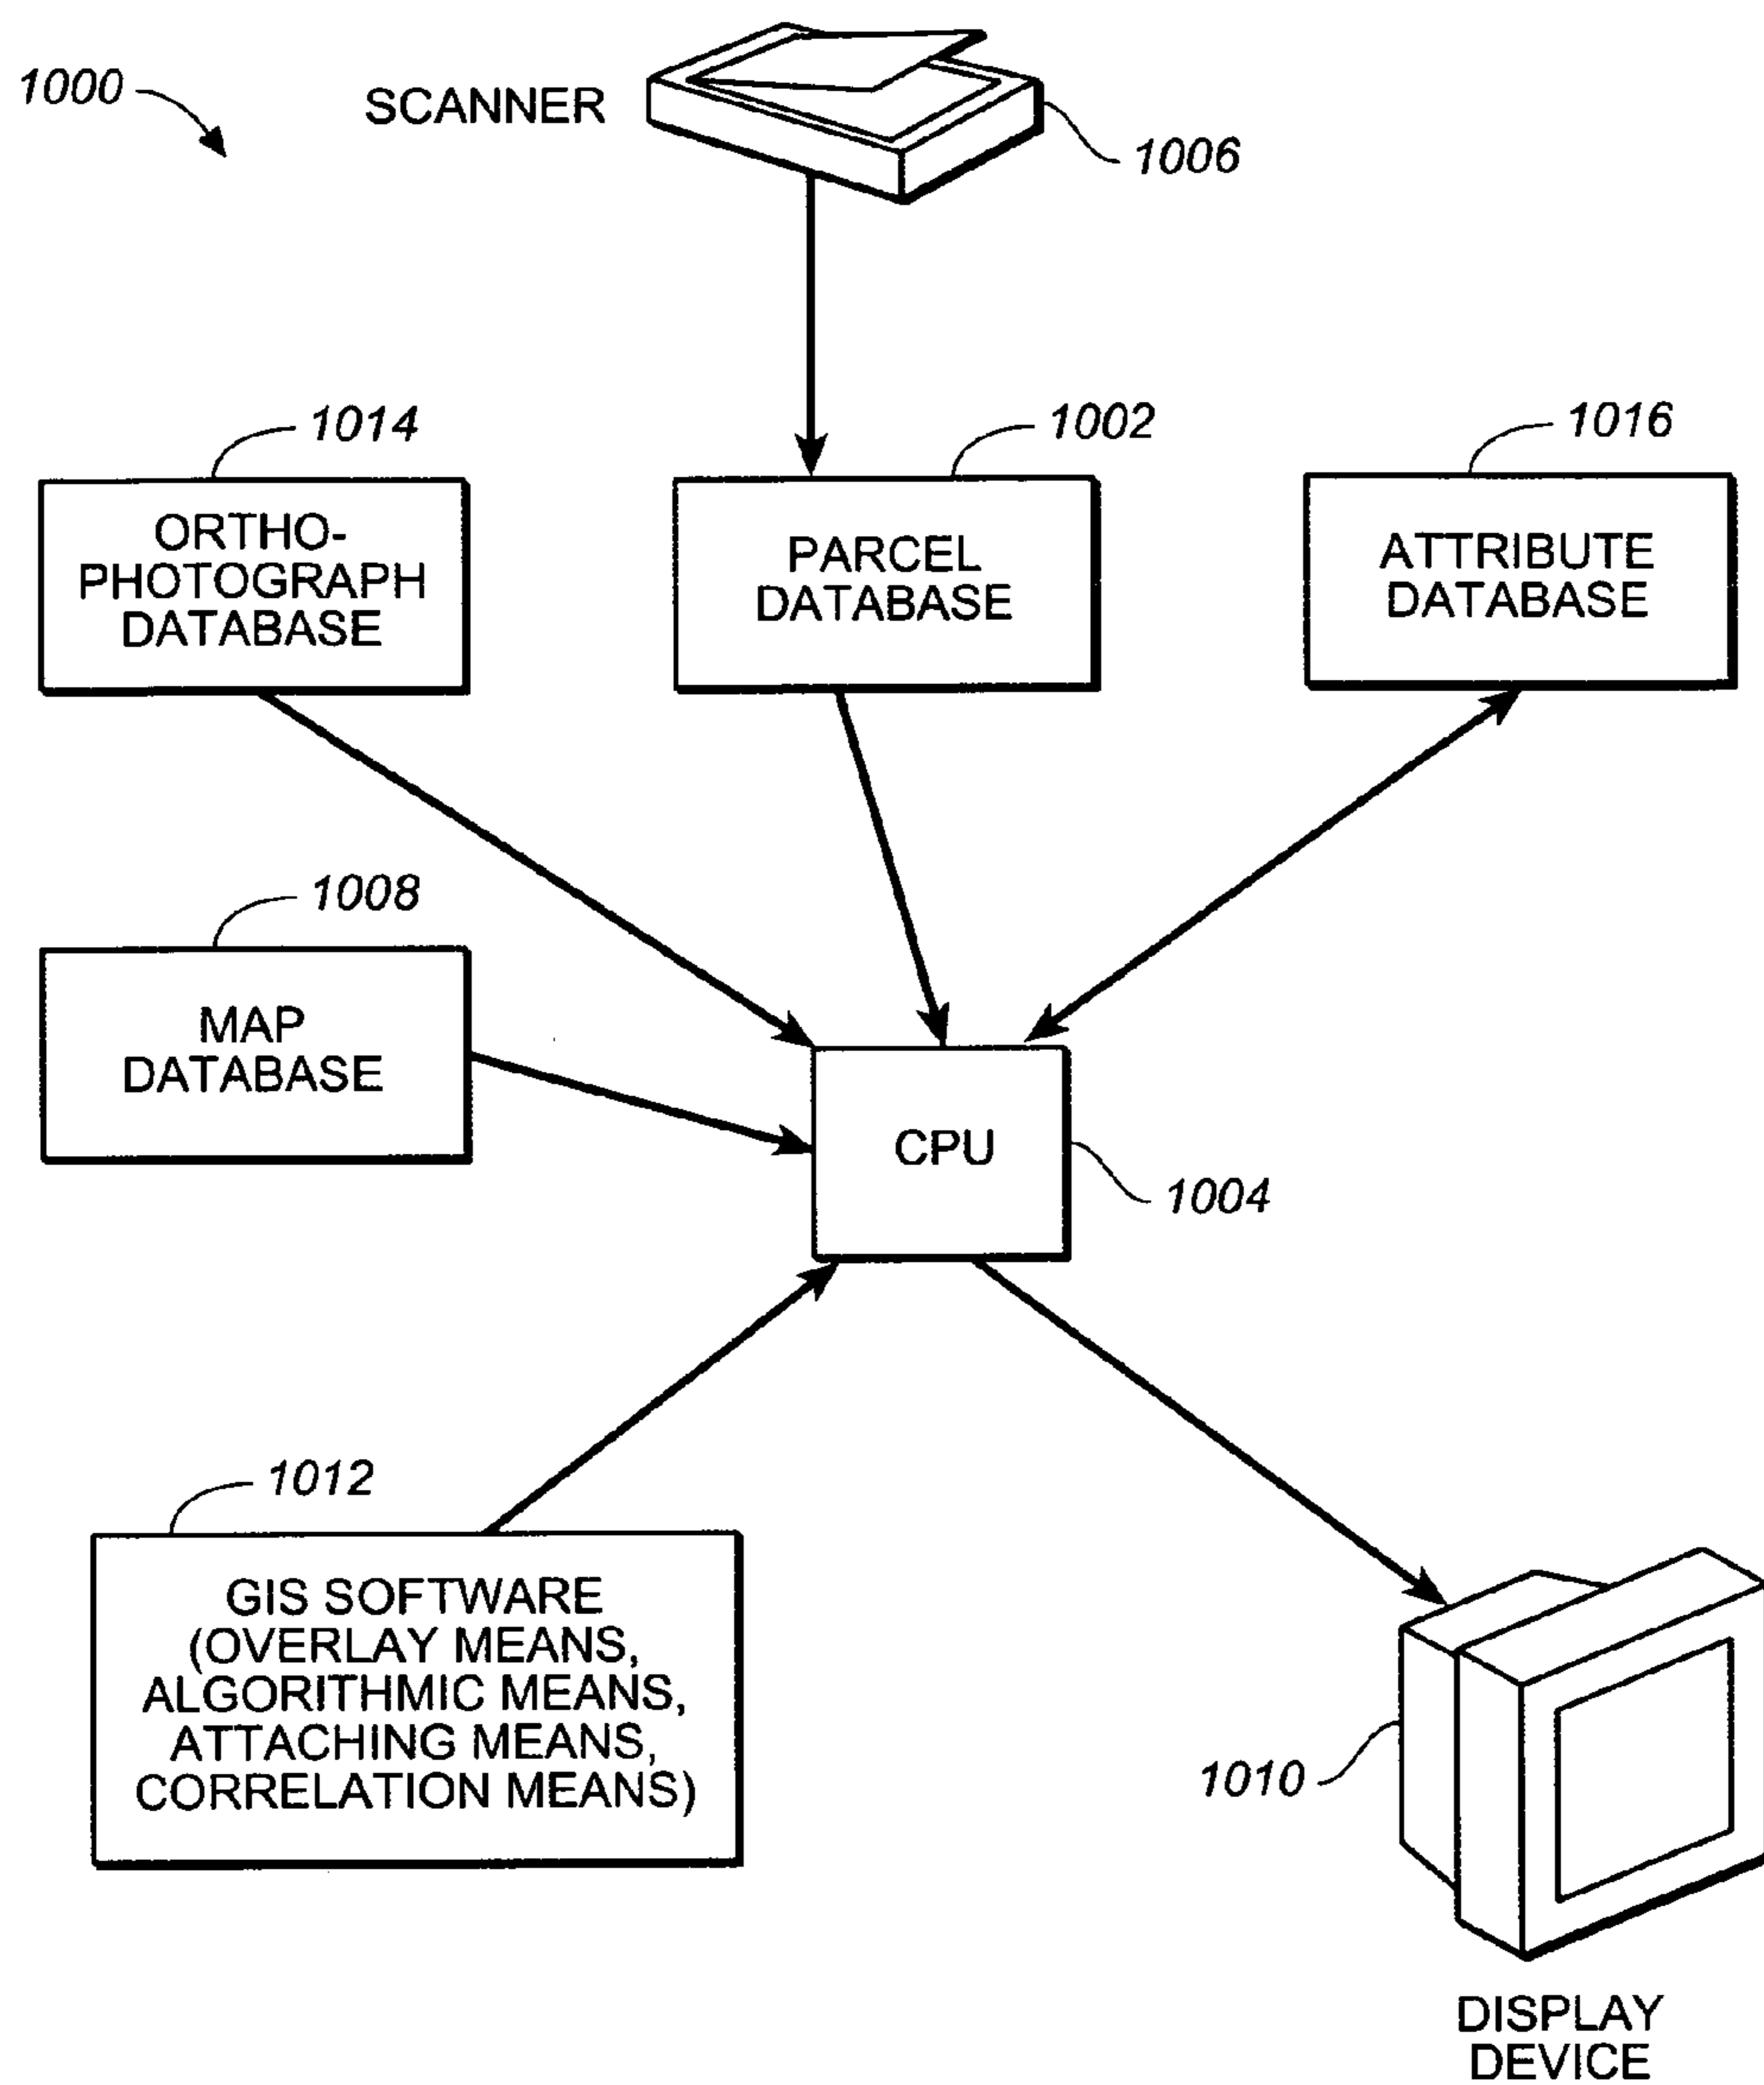 1000
SCANNER
1006
1014
1002
1016
ORTHO-
PHOTOGRAPH
DATABASE
PARCEL
DATABASE
ATTRIBUTE
DATABASE
1008
MAP
DATABASE
CPU
1004
1012
GIS SOFTWARE
(OVERLAY MEANS,
ALGORITHMIC MEANS,
ATTACHING MEANS,
CORRELATION MEANS)
1010
DISPLAY
DEVICE